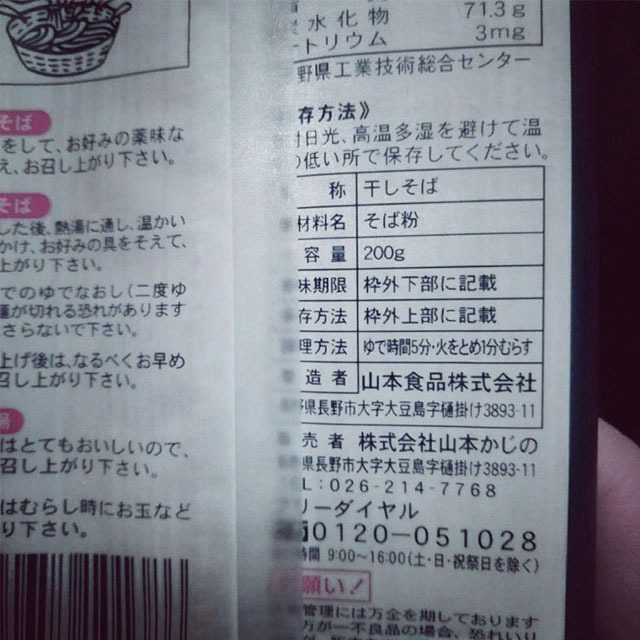 そば
をして、お好みの薬味な
え、お召し上がり下さい。
そば
した後、熱湯に通し、温かい
かけ、お好みの具をそえて、
上がり下さい。
でのゆでなおし(二度ゆ
が切れる恐れがあります
さらないで下さい。
上げ後は、なるべくお早め
召し上がり下さい。
湯
はとてもおいしいので、
召し上がり下さい。
はむらし時にお玉など
り下さい。
水化物 71.3g
トリウム 3mg
野県工業技術総合センター
存方法》
日光、高温多湿を避けて温
の低い所で保存してください。
称 干しそば
材料名 そば粉
容量 200g
味期限 枠外下部に記載
存方法 枠外上部に記載
理方法 ゆで時間5分・火をとめ1分むらす
造者 山本食品株式会社
県長野市大字大豆島字樋掛け3893-11
売者 株式会社山本かじの
県長野市大字大豆島字樋掛け3893-11
L:026-214-7768
リーダイヤル
0120-051028
時間 9:00~16:00(土・日・祝祭日を除く)
願い!
管理には万全を期しております
万が一不良品の場合、恐れいり